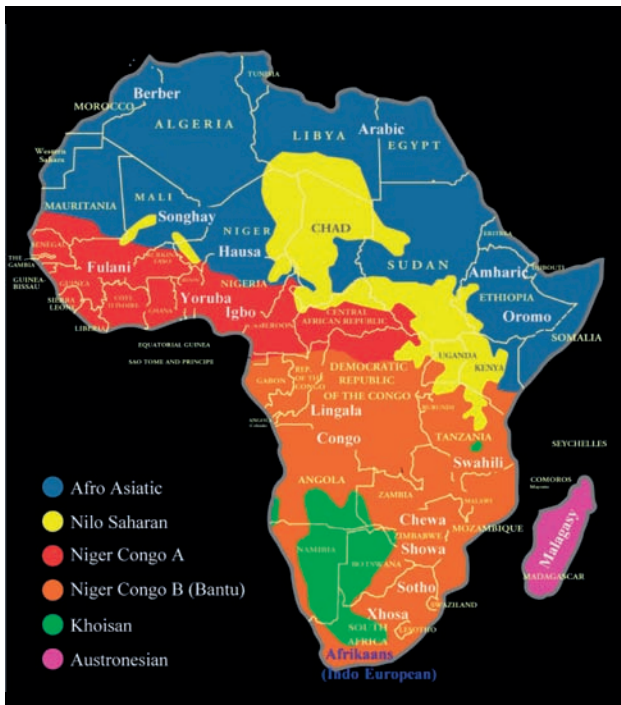 TUNISIA
Berber
MOROCCO
ALGERIA
LIBYA
Arabic
EGYPT
Western
Sahara
MAURITANIA
MALI
Songhay
NIGER
CHAD
SUDAN
ERITREA
Hausa
Amharic
DJIBOUTI
SENEGAL
THE
GAMBIA
GUINEA-
BISSAU
GUINEA
Fulani
BURKINA
FASO
BENIN
NIGERIA
ETHIOPIA
SIERRA
LEONE
COTE
GHANA
Yoruba
Igbo
Oromo
LIBERIA
CENTRAL
AFRICAN REPUBLIC
SOMALIA
EQUATORIAL GUINEA
SAO TOME AND PRINCIPE
UGANDA
KENYA
GABON
REP.
OF THE
CONGO
DEMOCRATIC
REPUBLIC
OF THE CONGO
Lingala
BURUNDI
Congo
TANZANIA
SEYCHELLES
Swahili
ANGOLA
COMOROS
ZAMBIA
MALAWI
Chewa
MOZAMBIQUE
ZIMBABWE
Showa
NAMIBIA
BOTSWANA
Malagasy
MADAGASCAR
Sotho
SWAZILAND
Xhosa
SOUTH
AFRICA
LESOTHO
Afrikaans
(Indo European)
Afro Asiatic
Nilo Saharan
Niger Congo A
Niger Congo B (Bantu)
Khoisan
Austronesian